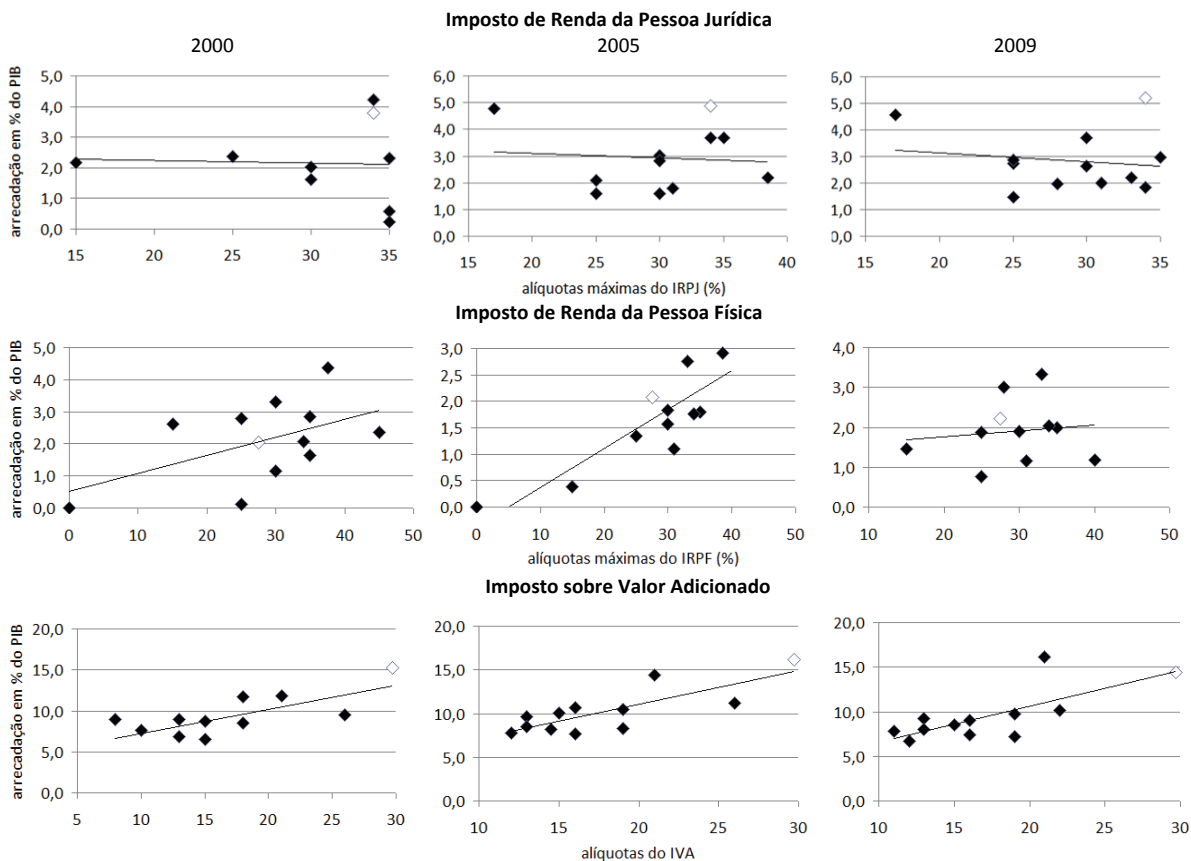 Imposto de Renda da Pessoa Jurídica
2000 2005 2009
arrecadação em % do PIB
5,0
4,0
3,0
2,0
1,0
0,0
15 20 25 30 35
6,0
5,0
4,0
3,0
2,0
1,0
0,0
15 20 25 30 35 40
alíquotas máximas do IRPJ (%)
6,0
5,0
4,0
3,0
2,0
1,0
0,0
15 20 25 30 35
Imposto de Renda da Pessoa Física
arrecadação em % do PIB
5,0
4,0
3,0
2,0
1,0
0,0
0 10 20 30 40 50
3,0
2,5
2,0
1,5
1,0
0,5
0,0
0 10 20 30 40 50
alíquotas máximas do IRPF (%)
4,0
3,0
2,0
1,0
0,0
10 20 30 40 50
Imposto sobre Valor Adicionado
arrecadação em % do PIB
20,0
15,0
10,0
5,0
0,0
5 10 15 20 25 30
20,0
15,0
10,0
5,0
0,0
10 15 20 25 30
alíquotas do IVA
20,0
15,0
10,0
5,0
0,0
10 15 20 25 30